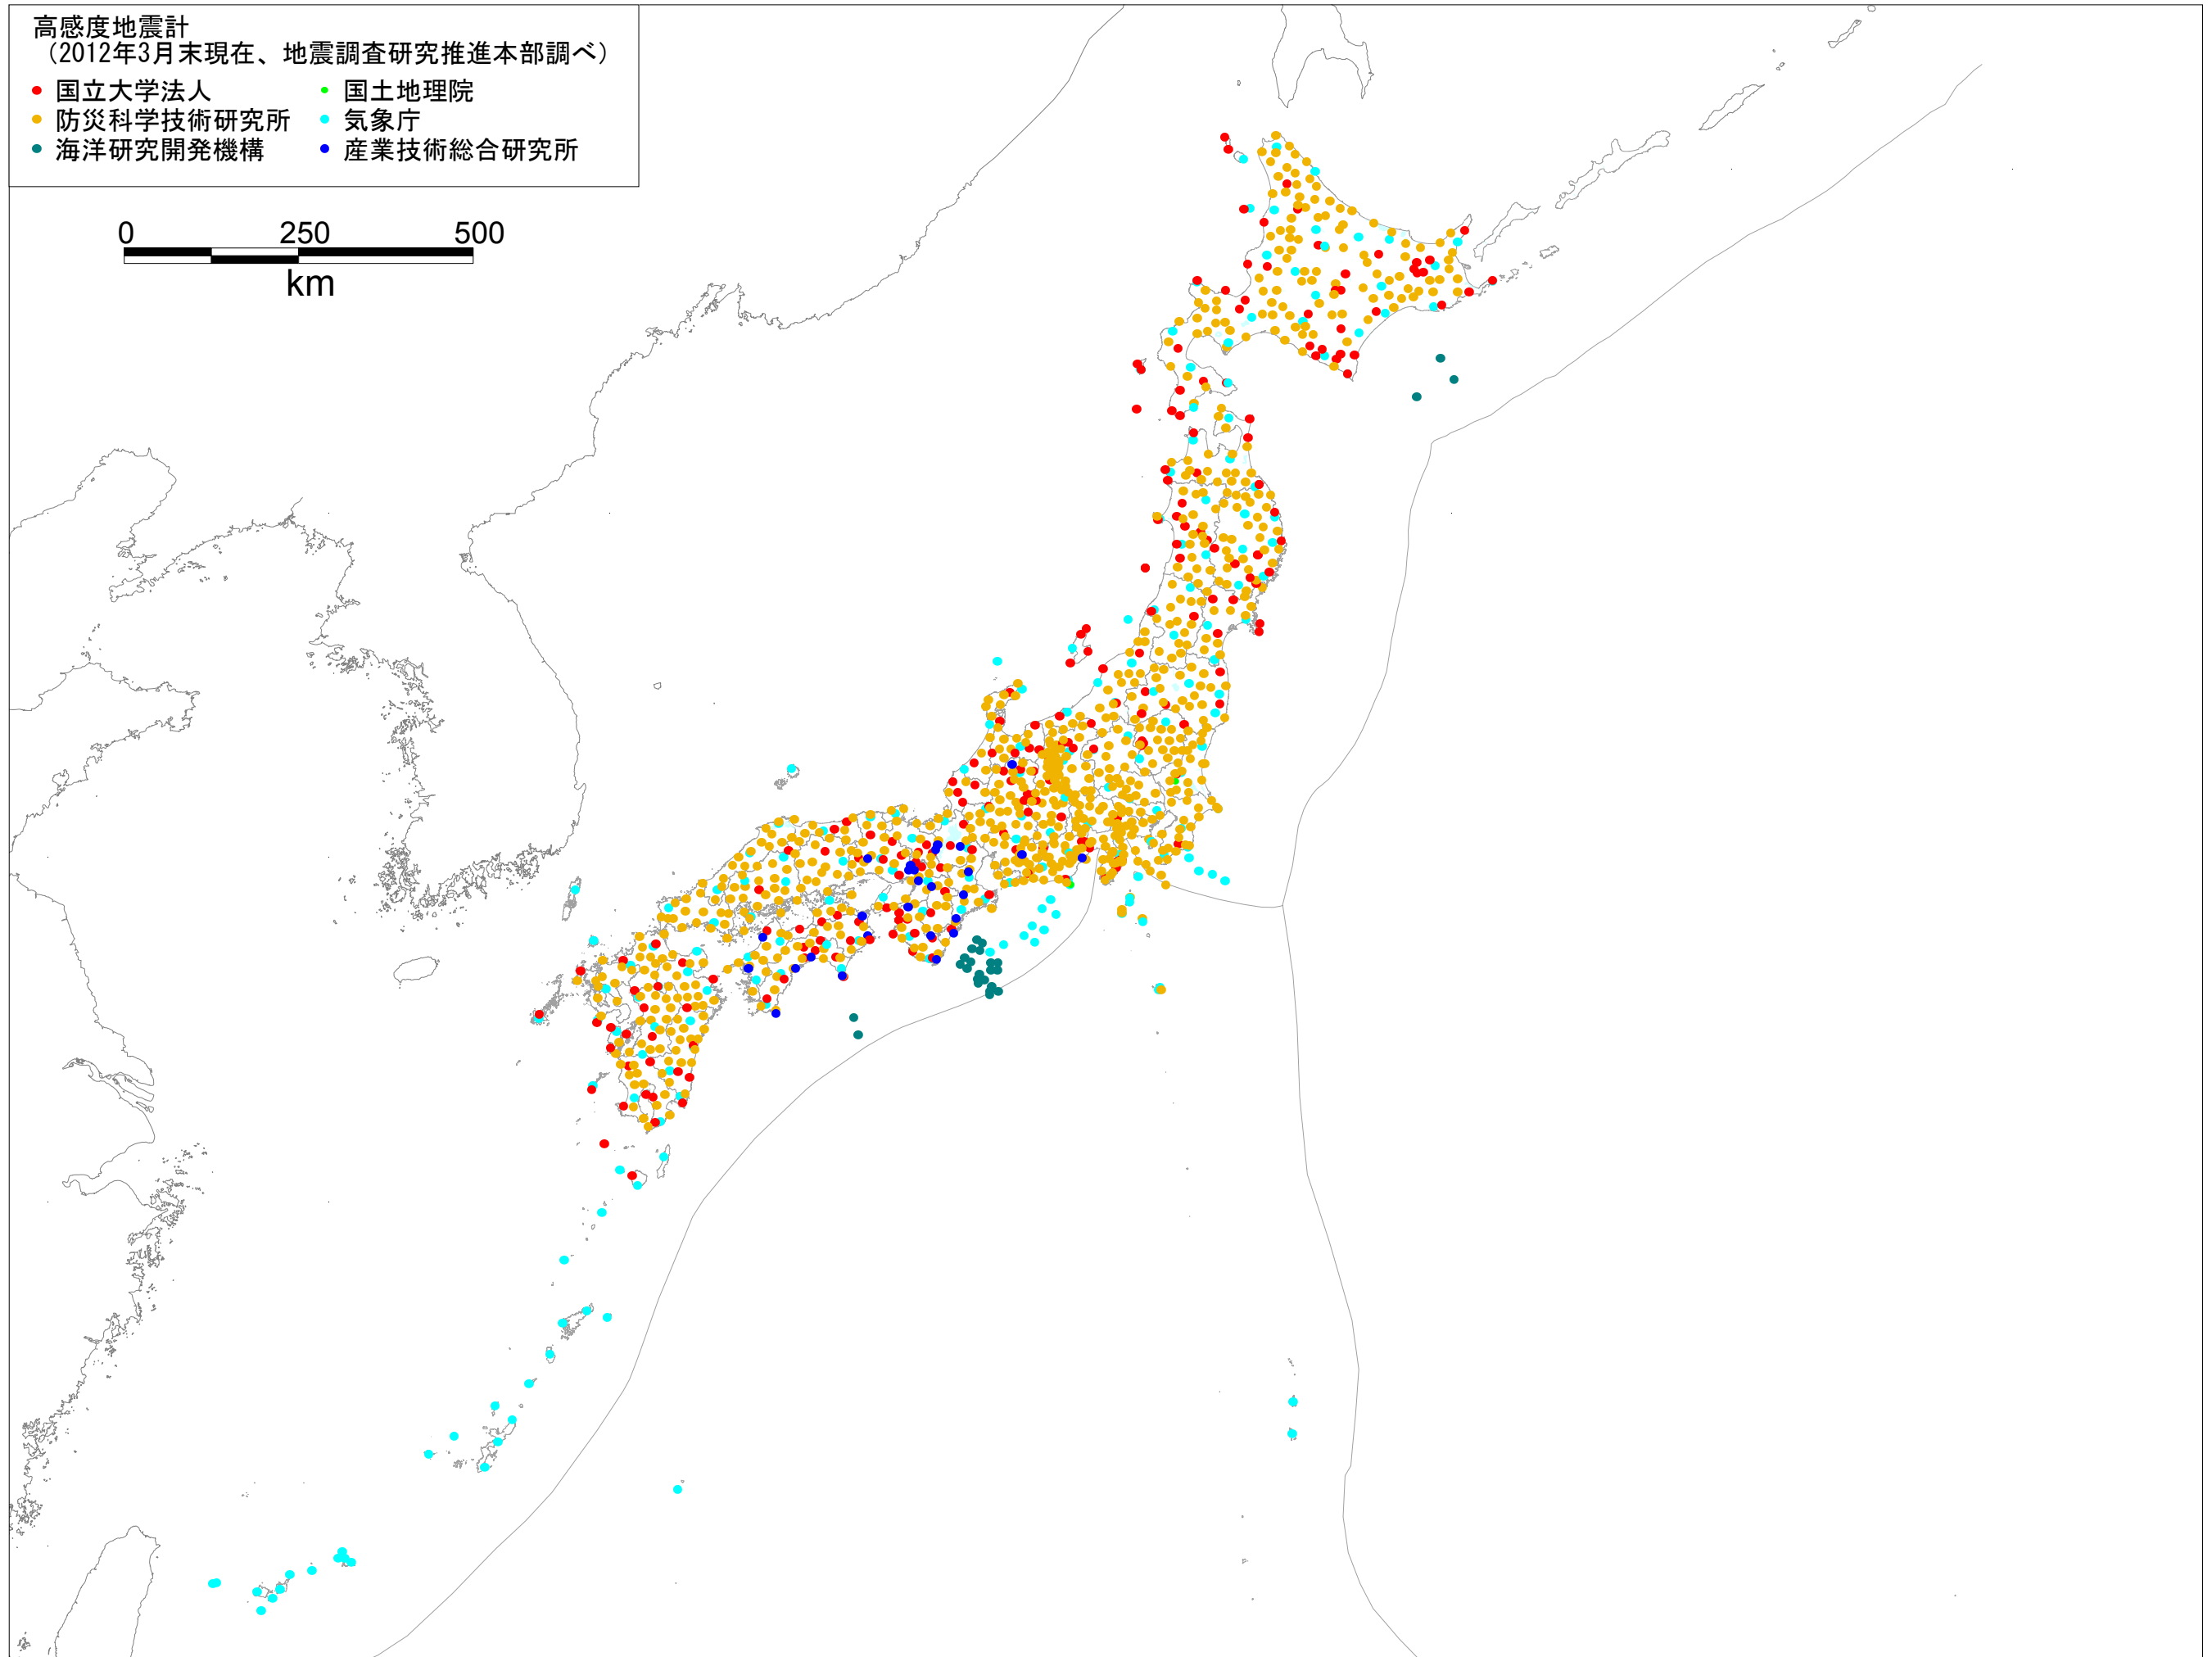 高感度地震計
（2012年3月末現在、地震調査研究推進本部調べ）
国立大学法人 国土地理院
防災科学技術研究所 気象庁
海洋研究開発機構 産業技術総合研究所
0 250 500
km